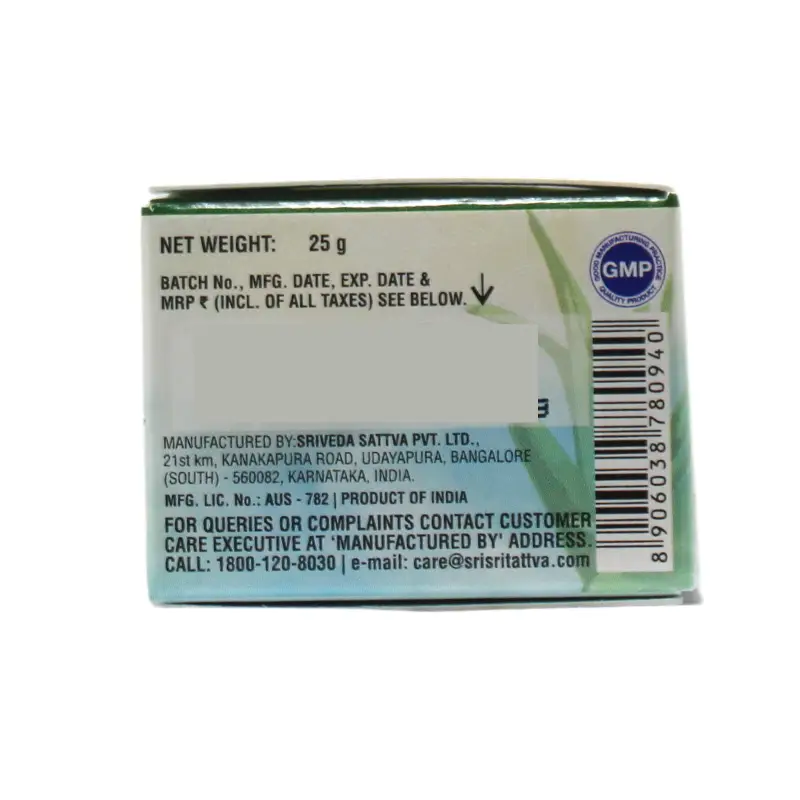 NET WEIGHT: 25 g
BATCH No., MFG. DATE, EXP. DATE &
MRP ₹ (INCL. OF ALL TAXES) SEE BELOW.
GOOD MANUFACTURING PRACTICE
GMP
QUALITY PRODUCT
MANUFACTURED BY:SRIVEDA SATTVA PVT. LTD.,
21st km, KANAKAPURA ROAD, UDAYAPURA, BANGALORE
(SOUTH) - 560082, KARNATAKA, INDIA.
MFG. LIC. No.: AUS - 782 | PRODUCT OF INDIA
FOR QUERIES OR COMPLAINTS CONTACT CUSTOMER
CARE EXECUTIVE AT 'MANUFACTURED BY' ADDRESS.
CALL: 1800-120-8030 | e-mail: care@srisritattva.com
8 906038 780940